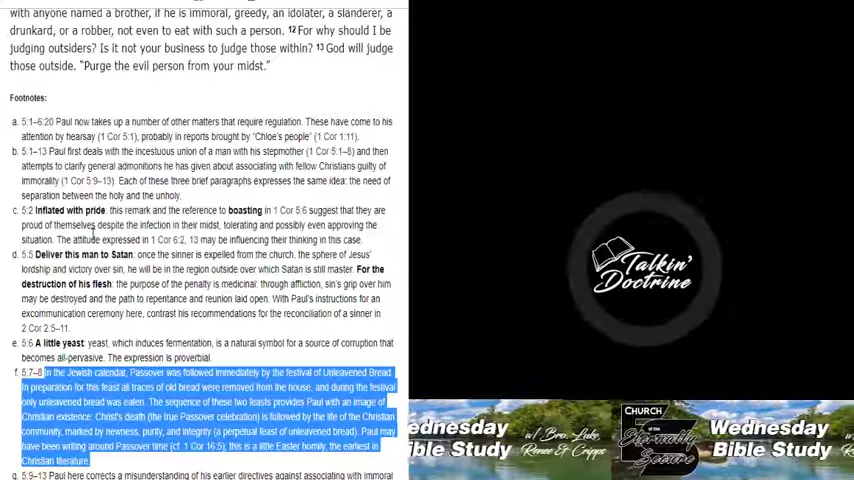 with anyone named a brother, if he is immoral, greedy, an idolater, a slanderer, a
drunkard, or a robber, not even to eat with such a person. 12 For why should I be
judging outsiders? Is it not your business to judge those within? 13 God will judge
those outside. “Purge the evil person from your midst.”
Footnotes:
a. 5:1–6:20 Paul now takes up a number of other matters that require regulation. These have come to his
attention by hearsay (1 Cor 5:1), probably in reports brought by “Chloe’s people” (1 Cor 1:11).
b. 5:1–13 Paul first deals with the incestuous union of a man with his stepmother (1 Cor 5:1–8) and then
attempts to clarify general admonitions he has given about associating with fellow Christians guilty of
immorality (1 Cor 5:9–13). Each of these three brief paragraphs expresses the same idea: the need of
separation between the holy and the unholy.
c. 5:2 Inflated with pride: this remark and the reference to boasting in 1 Cor 5:6 suggest that they are
proud of themselves despite the infection in their midst, tolerating and possibly even approving the
situation. The attitude expressed in 1 Cor 6:2, 13 may be influencing their thinking in this case.
d. 5:5 Deliver this man to Satan: once the sinner is expelled from the church, the sphere of Jesus’
lordship and victory over sin, he will be in the region outside over which Satan is still master. For the
destruction of his flesh: the purpose of the penalty is medicinal: through affliction, sin’s grip over him
may be destroyed and the path to repentance and reunion laid open. With Paul’s instructions for an
excommunication ceremony here, contrast his recommendations for the reconciliation of a sinner in
2 Cor 2:5–11.
e. 5:6 A little yeast: yeast, which induces fermentation, is a natural symbol for a source of corruption that
becomes all-pervasive. The expression is proverbial.
f. 5:7–8 In the Jewish calendar, Passover was followed immediately by the festival of Unleavened Bread.
In preparation for this feast all traces of old bread were removed from the house, and during the festival
only unleavened bread was eaten. The sequence of these two feasts provides Paul with an image of
Christian existence: Christ’s death (the true Passover celebration) is followed by the life of the Christian
community, marked by newness, purity, and integrity (a perpetual feast of unleavened bread). Paul may
have been writing around Passover time (cf. 1 Cor 16:5); this is a little Easter homily, the earliest in
Christian literature.
g. 5:9–13 Paul here corrects a misunderstanding of his earlier directives against associating with immoral
Talkin’
Doctrine
Wednesday
Bible Study
w/ Bro. Luke,
Renee & Cripps
CHURCH
of the
Eternally
Secure
Wednesday
Bible Study
w/
Ren